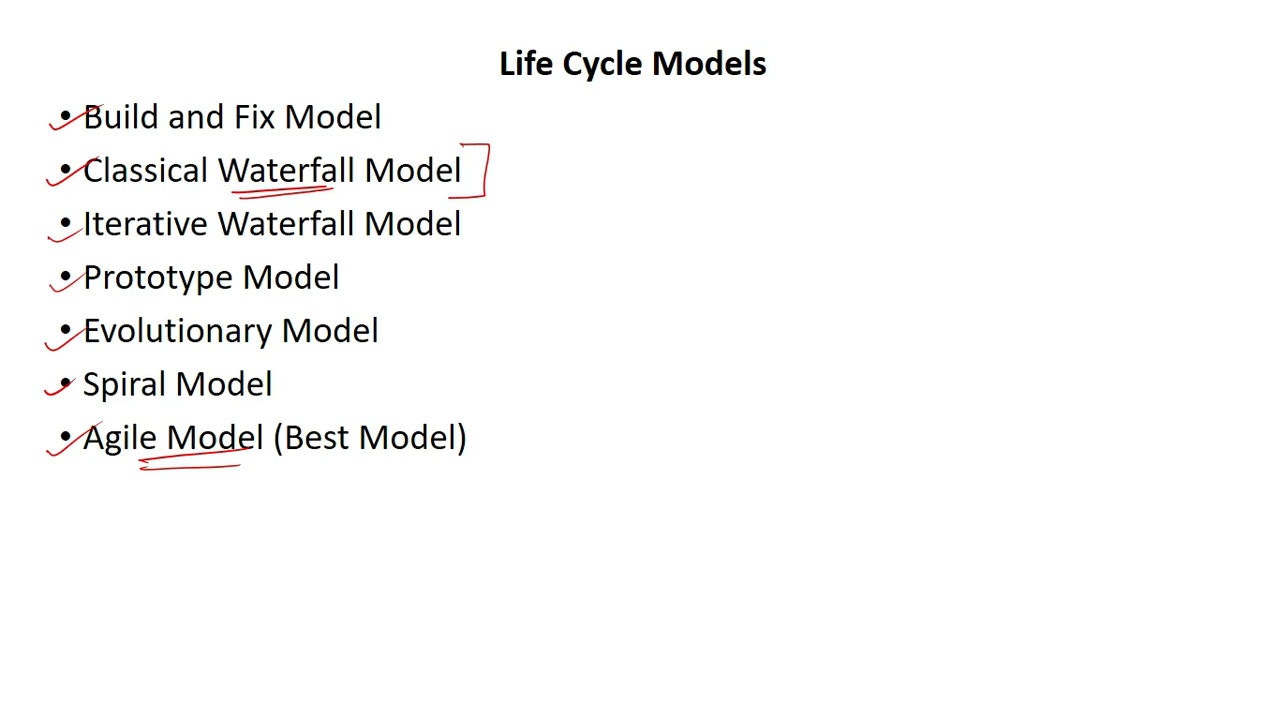 Life Cycle Models
• Build and Fix Model
• Classical Waterfall Model
• Iterative Waterfall Model
• Prototype Model
• Evolutionary Model
• Spiral Model
• Agile Model (Best Model)